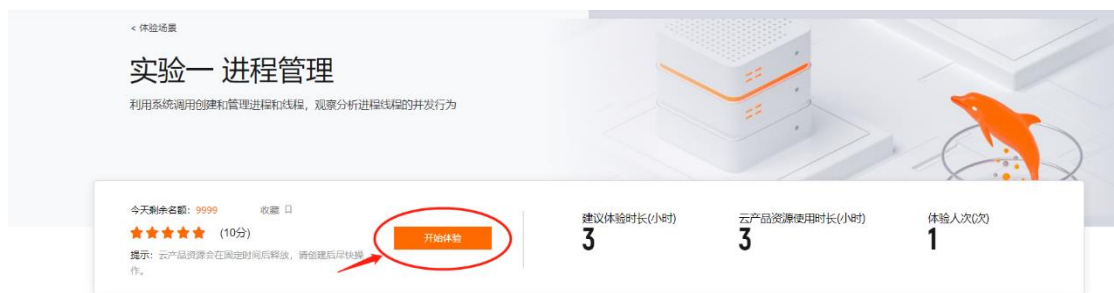 < 体验场景
实验一 进程管理
利用系统调用创建和管理进程和线程，观察分析进程线程的并发行为
今天剩余名额：9999 收藏
(10分)
提示：云产品资源会在固定时间后释放，请创建后尽快操
作。
开始体验
建议体验时长(小时)
3
云产品资源使用时长(小时)
3
体验人次(次)
1